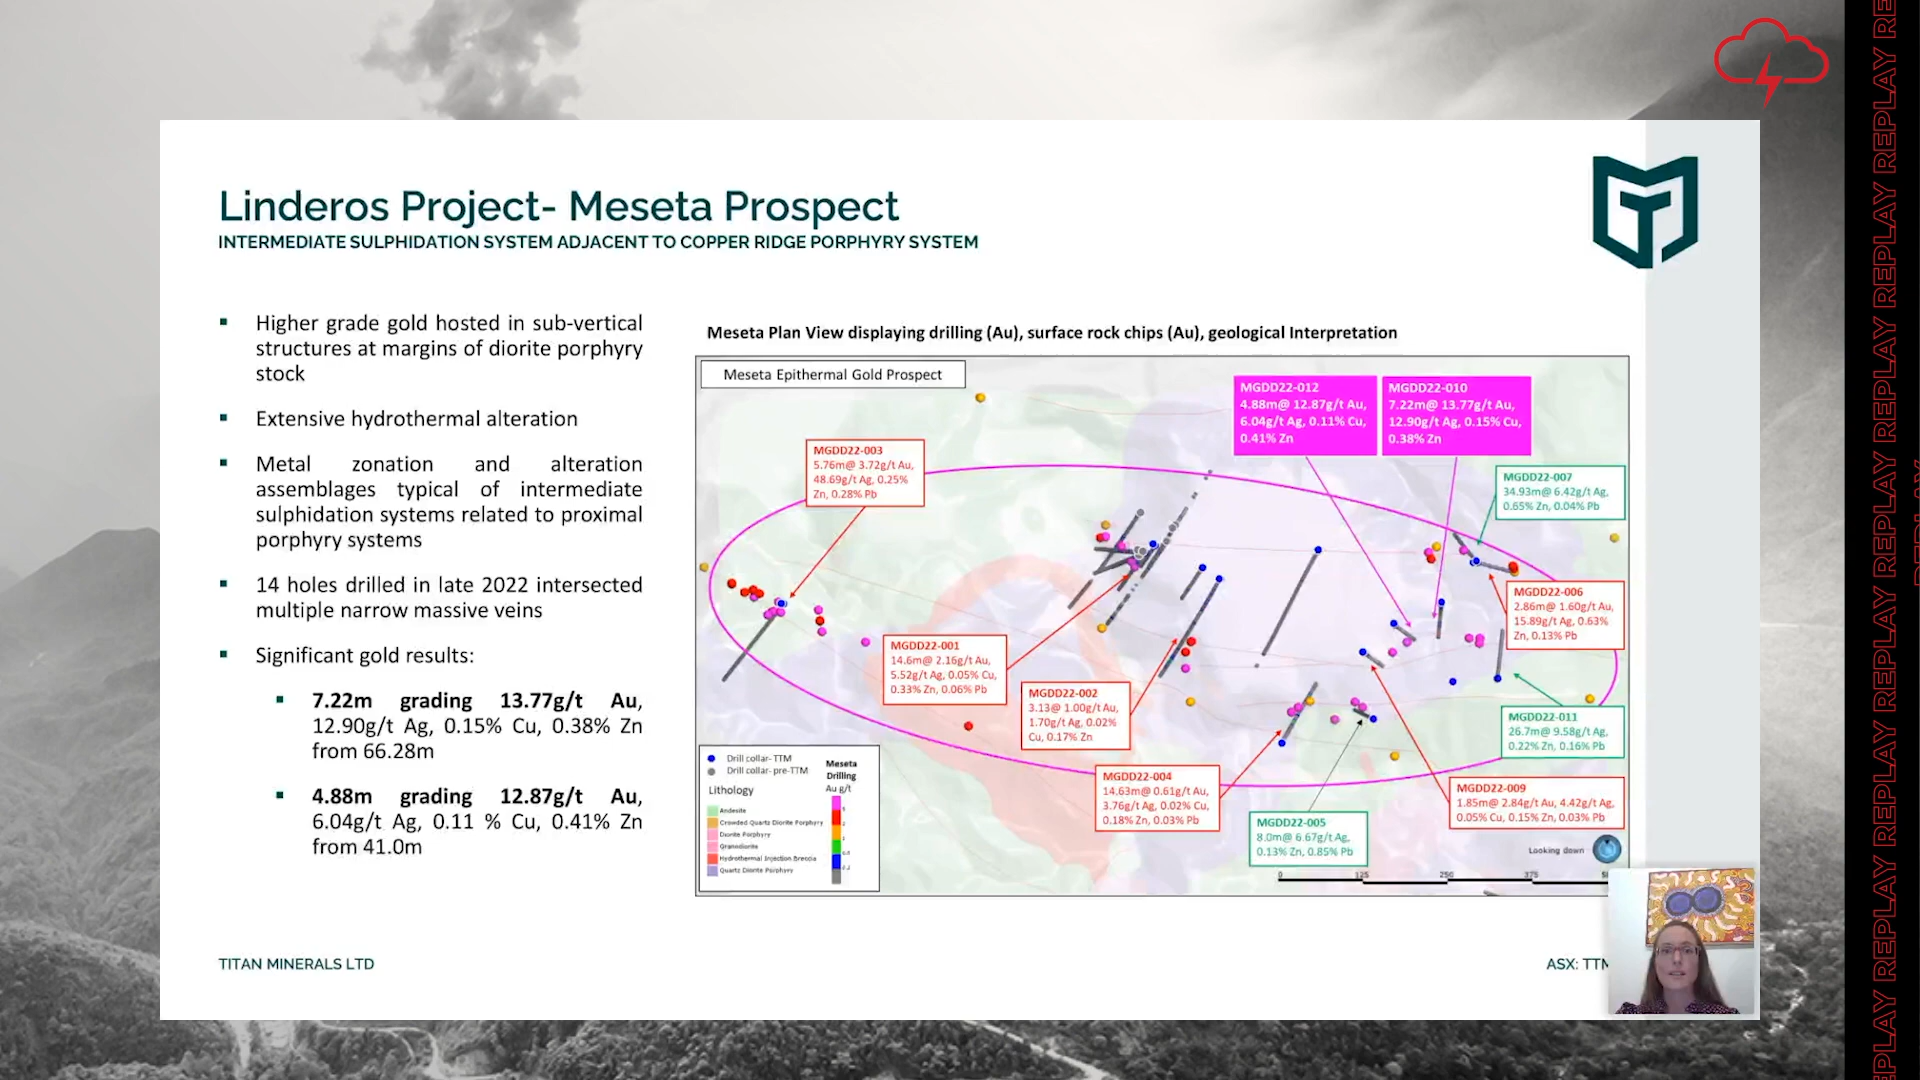 Linderos Project- Meseta Prospect
INTERMEDIATE SULPHIDATION SYSTEM ADJACENT TO COPPER RIDGE PORPHYRY SYSTEM
Higher grade gold hosted in sub-vertical
structures at margins of diorite porphyry
stock
Extensive hydrothermal alteration
Metal zonation and alteration
assemblages typical of intermediate
sulphidation systems related to proximal
porphyry systems
14 holes drilled in late 2022 intersected
multiple narrow massive veins
Significant gold results:
7.22m grading 13.77g/t Au,
12.90g/t Ag, 0.15% Cu, 0.38% Zn
from 66.28m
4.88m grading 12.87g/t Au,
6.04g/t Ag, 0.11 % Cu, 0.41% Zn
from 41.0m
Meseta Plan View displaying drilling (Au), surface rock chips (Au), geological Interpretation
Meseta Epithermal Gold Prospect
MGDD22-012
4.88m@ 12.87g/t Au,
6.04g/t Ag, 0.11% Cu,
0.41% Zn
MGDD22-010
7.22m@ 13.77g/t Au,
12.90g/t Ag, 0.15% Cu,
0.38% Zn
MGDD22-003
5.76m@ 3.72g/t Au,
48.69g/t Ag, 0.25%
Zn, 0.28% Pb
MGDD22-007
34.93m@ 6.42g/t Ag,
0.65% Zn, 0.04% Pb
MGDD22-006
2.86m@ 1.60g/t Au,
15.89g/t Ag, 0.63%
Zn, 0.13% Pb
MGDD22-001
14.6m@ 2.16g/t Au,
5.52g/t Ag, 0.05% Cu,
0.33% Zn, 0.06% Pb
MGDD22-002
3.13@ 1.00g/t Au,
1.70g/t Ag, 0.02%
Cu, 0.17% Zn
MGDD22-011
26.7m@ 9.58g/t Ag,
0.22% Zn, 0.16% Pb
MGDD22-004
14.63m@ 0.61g/t Au,
3.76g/t Ag, 0.02% Cu,
0.18% Zn, 0.03% Pb
MGDD22-009
1.85m@ 2.84g/t Au, 4.42g/t Ag,
0.05% Cu, 0.15% Zn, 0.03% Pb
MGDD22-005
8.0m@ 6.67g/t Ag,
0.13% Zn, 0.85% Pb
Drill collar- TTM
Drill collar- pre-TTM
Lithology
Andesite
Crowded Quartz Diorite Porphyry
Diorite Porphyry
Granodiorite
Hydrothermal Injection Breccia
Quartz Diorite Porphyry
Meseta
Drilling
Au g/t
Looking down
0 125 250 375
TITAN MINERALS LTD
ASX: TTM
REPLAY REPLAY REPLAY REPLAY REPLAY REPLAY
REPLAY